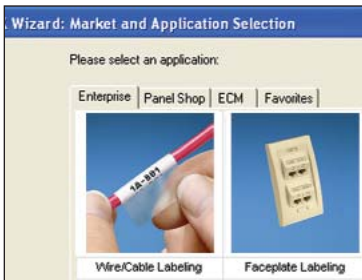 Wizard: Market and Application Selection
Please select an application:
Enterprise Panel Shop ECM Favorites
1A-B01
Wire/Cable Labeling Faceplate Labeling